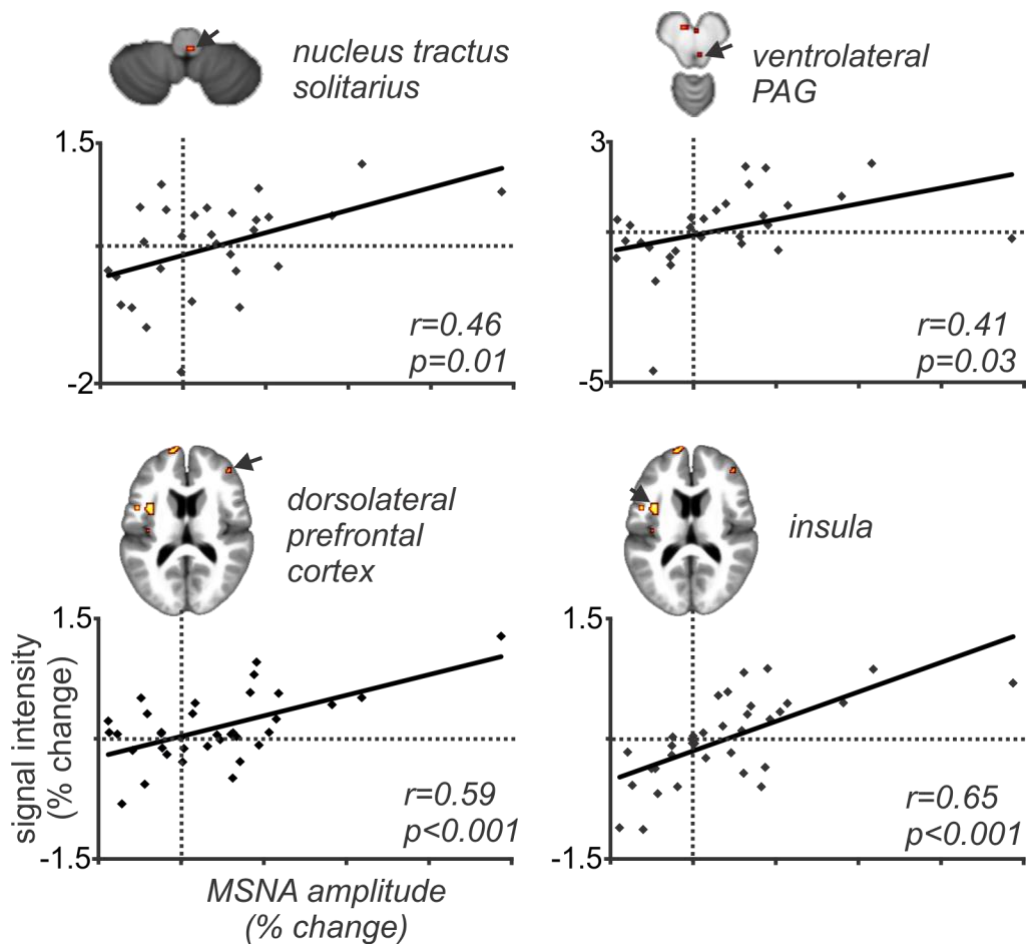 nucleus tractus
solitarius
1.5
-2
r=0.46
p=0.01
ventrolateral
PAG
3
-5
r=0.41
p=0.03
dorsolateral
prefrontal
cortex
1.5
-1.5
signal intensity
(% change)
r=0.59
p<0.001
MSNA amplitude
(% change)
insula
1.5
-1.5
r=0.65
p<0.001